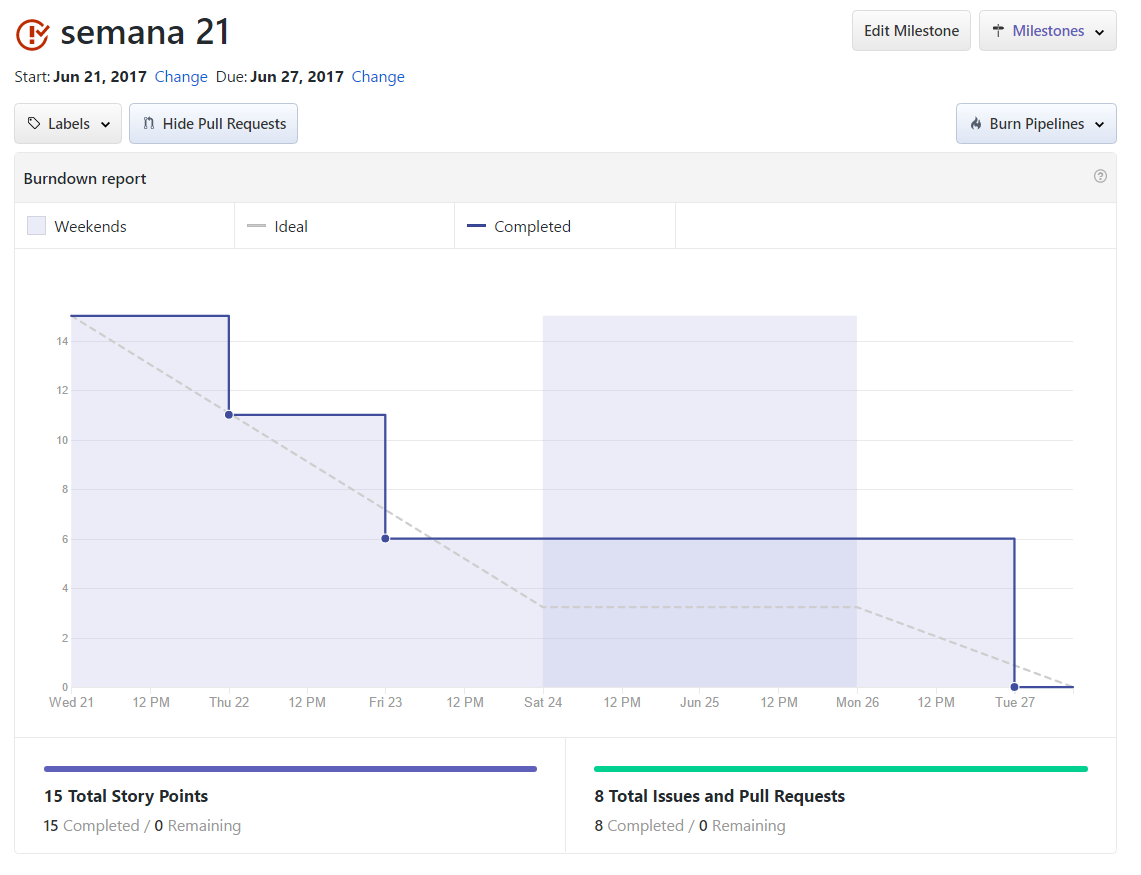 semana 21
Edit Milestone
Milestones
Start: Jun 21, 2017 Change Due: Jun 27, 2017 Change
Labels
Hide Pull Requests
Burn Pipelines
Burndown report
Weekends
Ideal
Completed
14
12
10
8
6
4
2
0
Wed 21 12 PM Thu 22 12 PM Fri 23 12 PM Sat 24 12 PM Jun 25 12 PM Mon 26 12 PM Tue 27
15 Total Story Points
15 Completed / 0 Remaining
8 Total Issues and Pull Requests
8 Completed / 0 Remaining